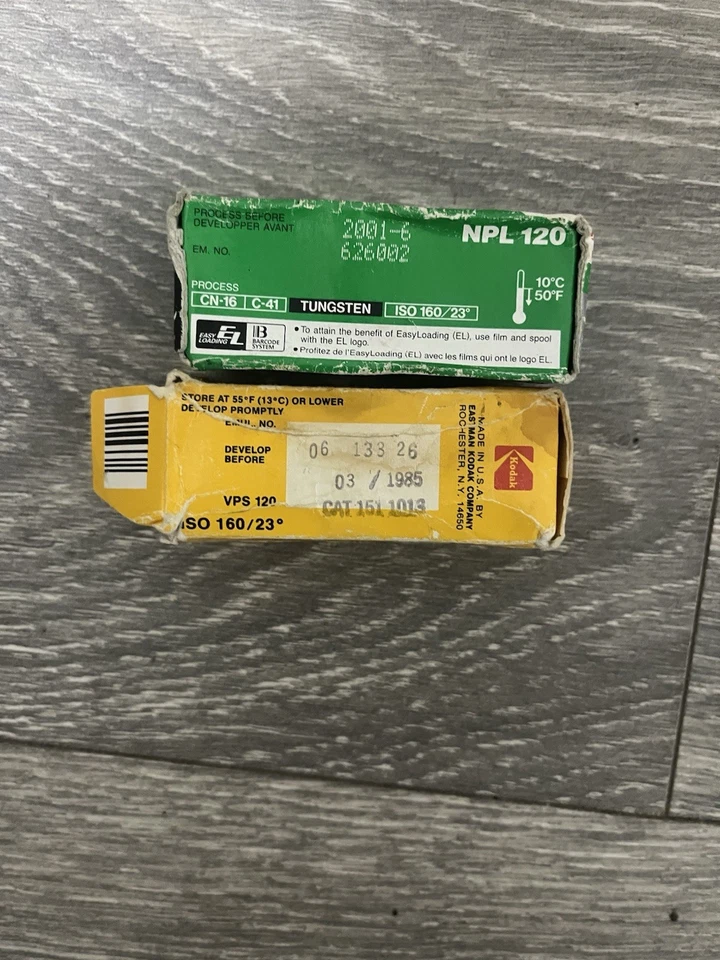 PROCESS BEFORE
DEVELOPPER AVANT
2001-6
NPL 120
EM. NO.
626002
PROCESS
CN-16 C-41 TUNGSTEN ISO 160/23°
10°C
50°F
EASY LOADING EL
B BARCODE SYSTEM
• To attain the benefit of EasyLoading (EL), use film and spool
with the EL logo.
• Profitez de l'EasyLoading (EL) avec les films qui ont le logo EL.
STORE AT 55°F (13°C) OR LOWER
DEVELOP PROMPTLY
EMUL. NO.
06 133 26
DEVELOP
BEFORE
03 / 1985
VPS 120
CAT 151 1013
ISO 160/23°
MADE IN U.S.A. BY
EASTMAN KODAK COMPANY
ROCHESTER, N.Y. 14650
Kodak